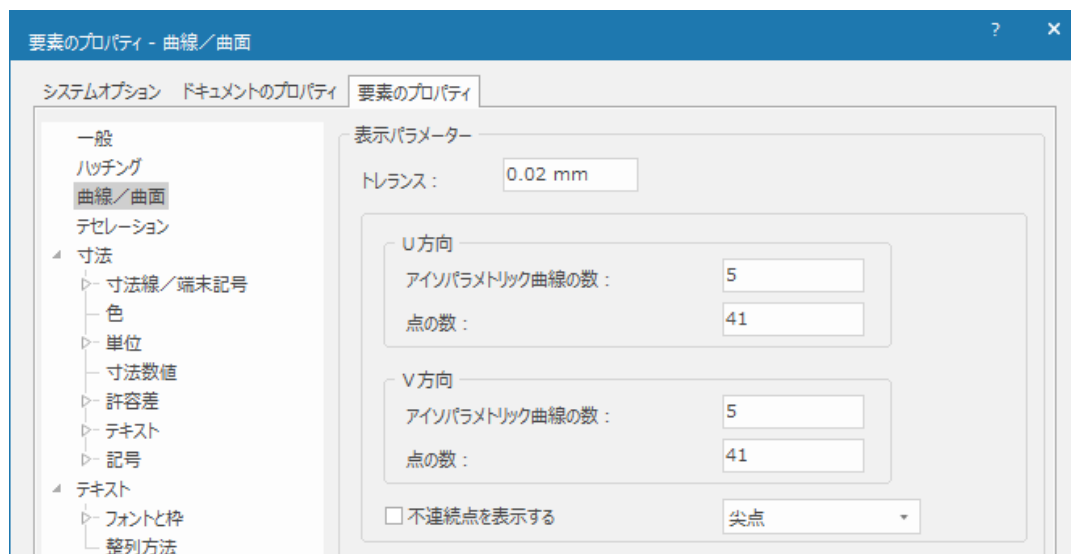 要素のプロパティ - 曲線／曲面
? ×
システムオプション ドキュメントのプロパティ 要素のプロパティ
一般
ハッチング
曲線／曲面
テセレーション
寸法
寸法線／端末記号
色
単位
寸法数値
許容差
テキスト
記号
テキスト
フォントと枠
整列方法
表示パラメーター
トレランス： 0.02 mm
U方向
アイソパラメトリック曲線の数： 5
点の数： 41
V方向
アイソパラメトリック曲線の数： 5
点の数： 41
不連続点を表示する 尖点